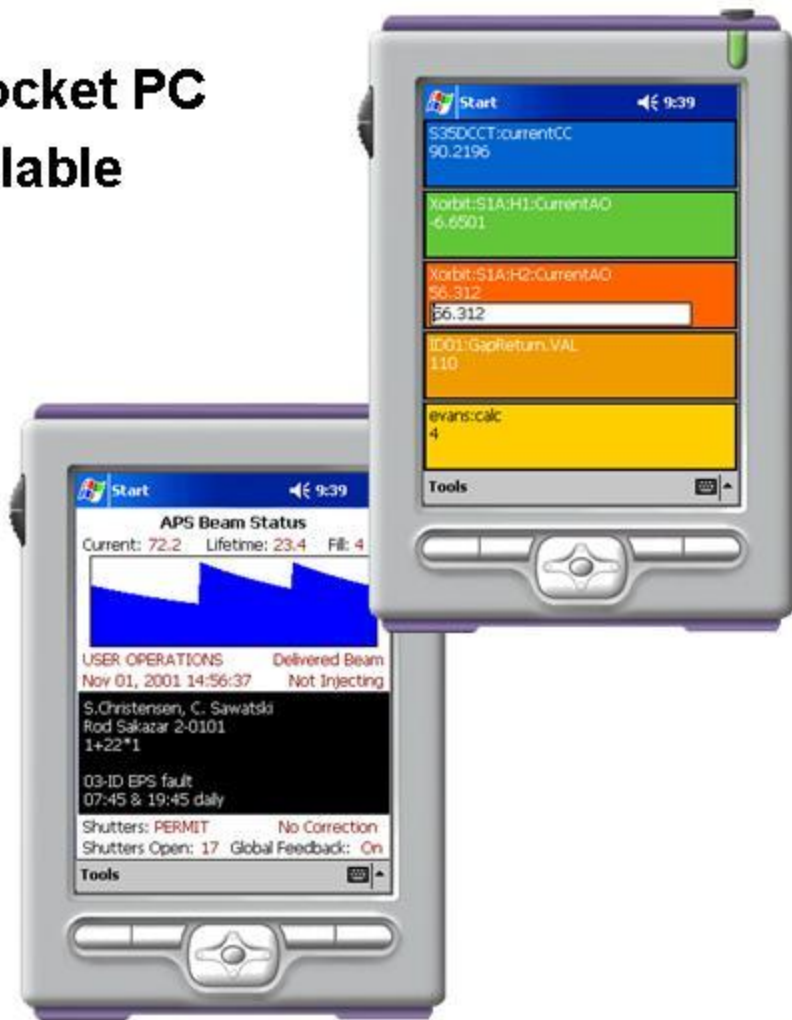 ocket PC
lable
Start 9:39
S35DCCT:currentCC
90.2196
Xorbit:S1A:H1:CurrentAO
-6.6501
Xorbit:S1A:H2:CurrentAO
56.312
56.312
ID01:GapReturn.VAL
110
evans:calc
4
Tools
Start 9:39
APS Beam Status
Current: 72.2 Lifetime: 23.4 Fill: 4
USER OPERATIONS Delivered Beam
Nov 01, 2001 14:56:37 Not Injecting
S.Christensen, C. Sawatski
Rod Sakazar 2-0101
1+22*1
03-ID EPS fault
07:45 & 19:45 daily
Shutters: PERMIT No Correction
Shutters Open: 17 Global Feedback: On
Tools